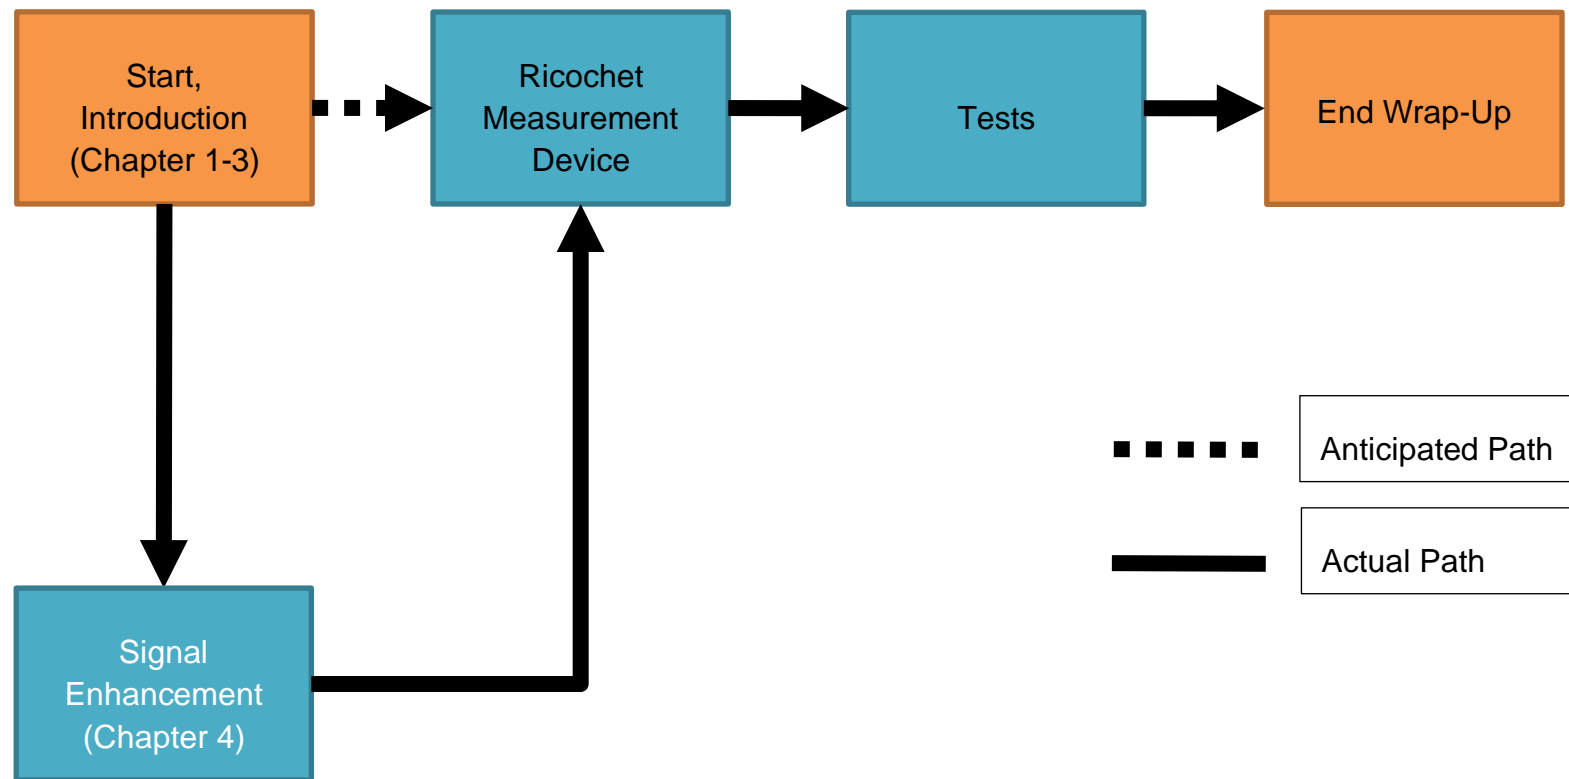 Start,
Introduction
(Chapter 1-3)
Ricochet
Measurement
Device
Tests
End Wrap-Up
Anticipated Path
Actual Path
Signal
Enhancement
(Chapter 4)